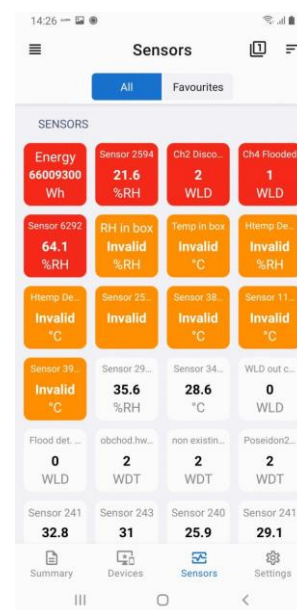 14:26
Sensors
All
Favourites
SENSORS
Energy
66009300
Wh
Sensor 2594
21.6
%RH
Ch2 Disco...
2
WLD
Ch4 Flooded
1
WLD
Sensor 6292
64.1
%RH
RH in box
Invalid
%RH
Temp in box
Invalid
°C
Htemp De...
Invalid
%RH
Htemp De...
Invalid
°C
Sensor 25...
Invalid
Sensor 38...
Invalid
°C
Sensor 11...
Invalid
°C
Sensor 39...
Invalid
°C
Sensor 29...
35.6
%RH
Sensor 34...
28.6
°C
WLD out c...
0
WLD
Flood det. ...
0
WLD
obchod.hw...
2
WDT
non existin...
2
WDT
Poseidon2...
2
WDT
Sensor 241
32.8
Sensor 243
31
Sensor 240
25.9
Sensor 241
29.1
Summary
Devices
Sensors
Settings